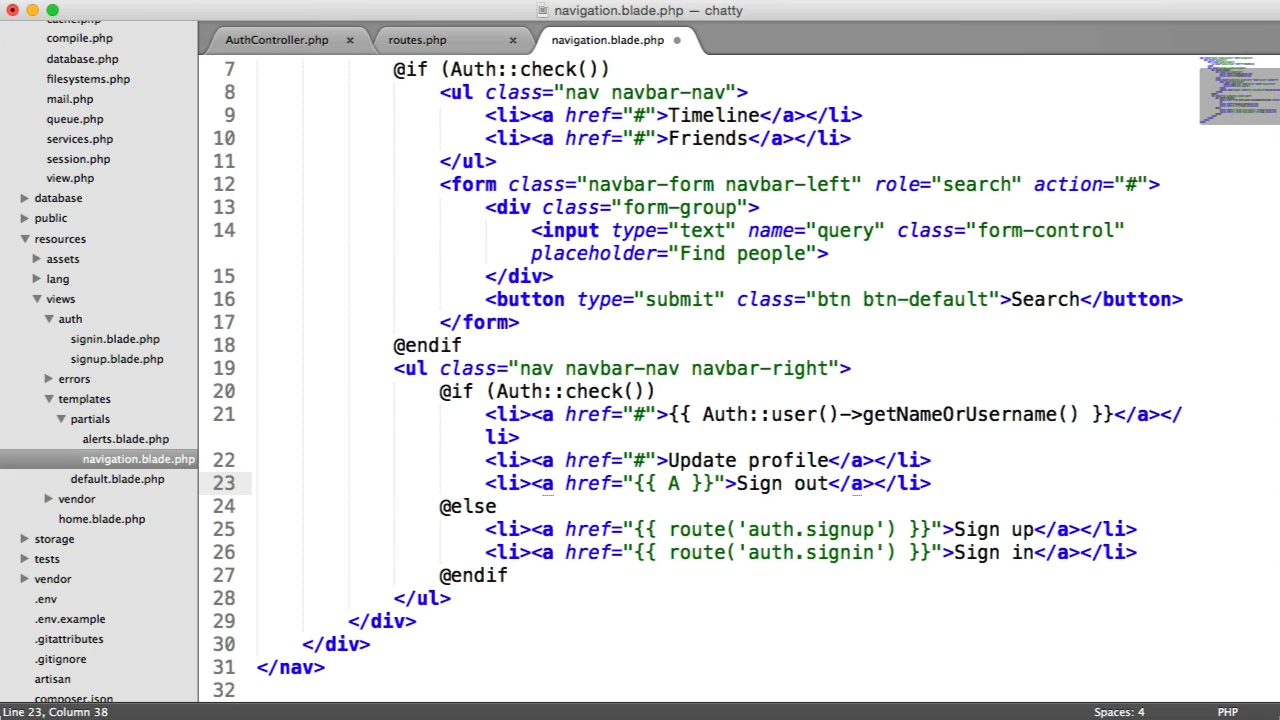 navigation.blade.php — chatty
AuthController.php ×
routes.php ×
navigation.blade.php
cache.php
compile.php
database.php
filesystems.php
mail.php
queue.php
services.php
session.php
view.php
database
public
resources
assets
lang
views
auth
signin.blade.php
signup.blade.php
errors
templates
partials
alerts.blade.php
navigation.blade.php
default.blade.php
vendor
home.blade.php
storage
tests
vendor
.env
.env.example
.gitattributes
.gitignore
artisan
composer.json
7 @if (Auth::check())
8 <ul class="nav navbar-nav">
9 <li><a href="#">Timeline</a></li>
10 <li><a href="#">Friends</a></li>
11 </ul>
12 <form class="navbar-form navbar-left" role="search" action="#">
13 <div class="form-group">
14 <input type="text" name="query" class="form-control"
placeholder="Find people">
15 </div>
16 <button type="submit" class="btn btn-default">Search</button>
17 </form>
18 @endif
19 <ul class="nav navbar-nav navbar-right">
20 @if (Auth::check())
21 <li><a href="#">{{ Auth::user()->getNameOrUsername() }}</a></
li>
22 <li><a href="#">Update profile</a></li>
23 <li><a href="{{ A }}">Sign out</a></li>
24 @else
25 <li><a href="{{ route('auth.signup') }}">Sign up</a></li>
26 <li><a href="{{ route('auth.signin') }}">Sign in</a></li>
27 @endif
28 </ul>
29 </div>
30 </div>
31 </nav>
32
Line 23, Column 38
Spaces: 4
PHP